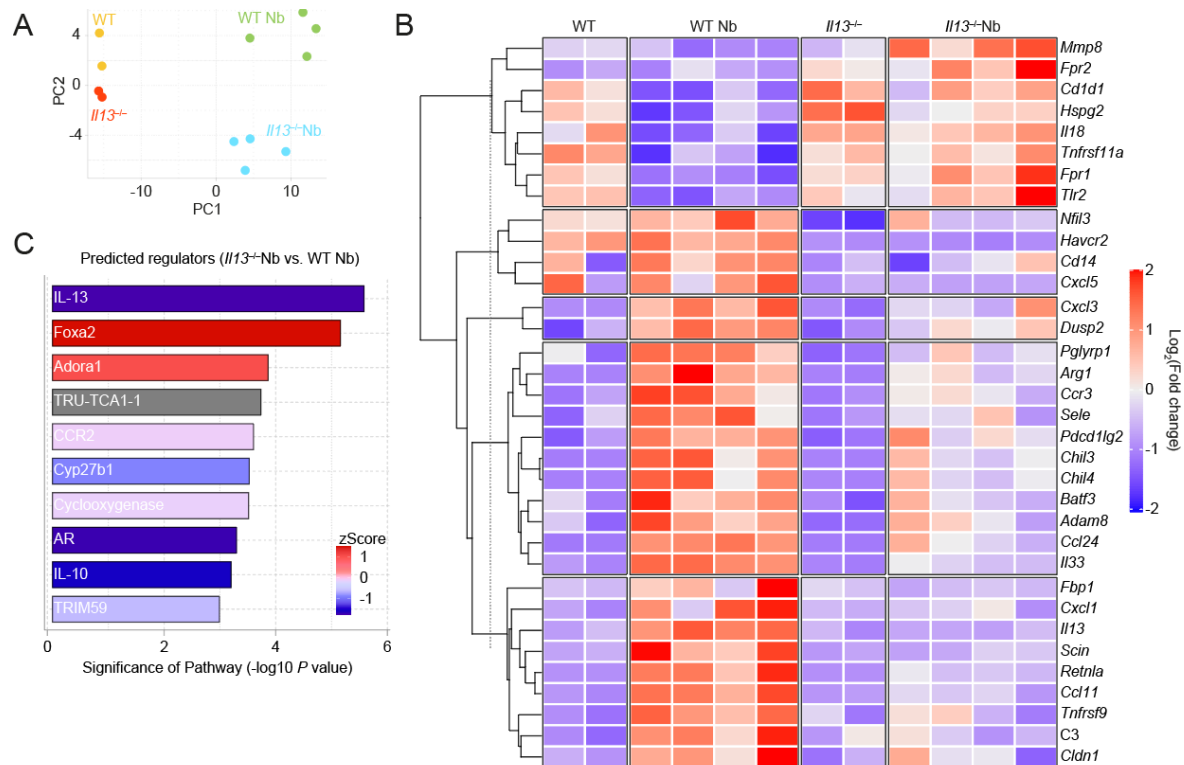 A
WT
WT Nb
Il13–/–
Il13–/–Nb
4
0
-4
PC2
-10
0
10
PC1
B
WT
WT Nb
Il13–/–
Il13–/–Nb
Mmp8
Fpr2
Cd1d1
Hspg2
Il18
Tnfrsf11a
Fpr1
Tlr2
Nfil3
Havcr2
Cd14
Cxcl5
Cxcl3
Dusp2
Pglyrp1
Arg1
Ccr3
Sele
Pdcd1lg2
Chil3
Chil4
Batf3
Adam8
Ccl24
Il33
Fbp1
Cxcl1
Il13
Scin
Retnla
Ccl11
Tnfrsf9
C3
Cldn1
2
1
0
-1
-2
Log2(Fold change)
C
Predicted regulators (Il13–/–Nb vs. WT Nb)
IL-13
Foxa2
Adora1
TRU-TCA1-1
CCR2
Cyp27b1
Cyclooxygenase
AR
IL-10
TRIM59
zScore
1
0
-1
0
2
4
6
Significance of Pathway (-log10 P value)